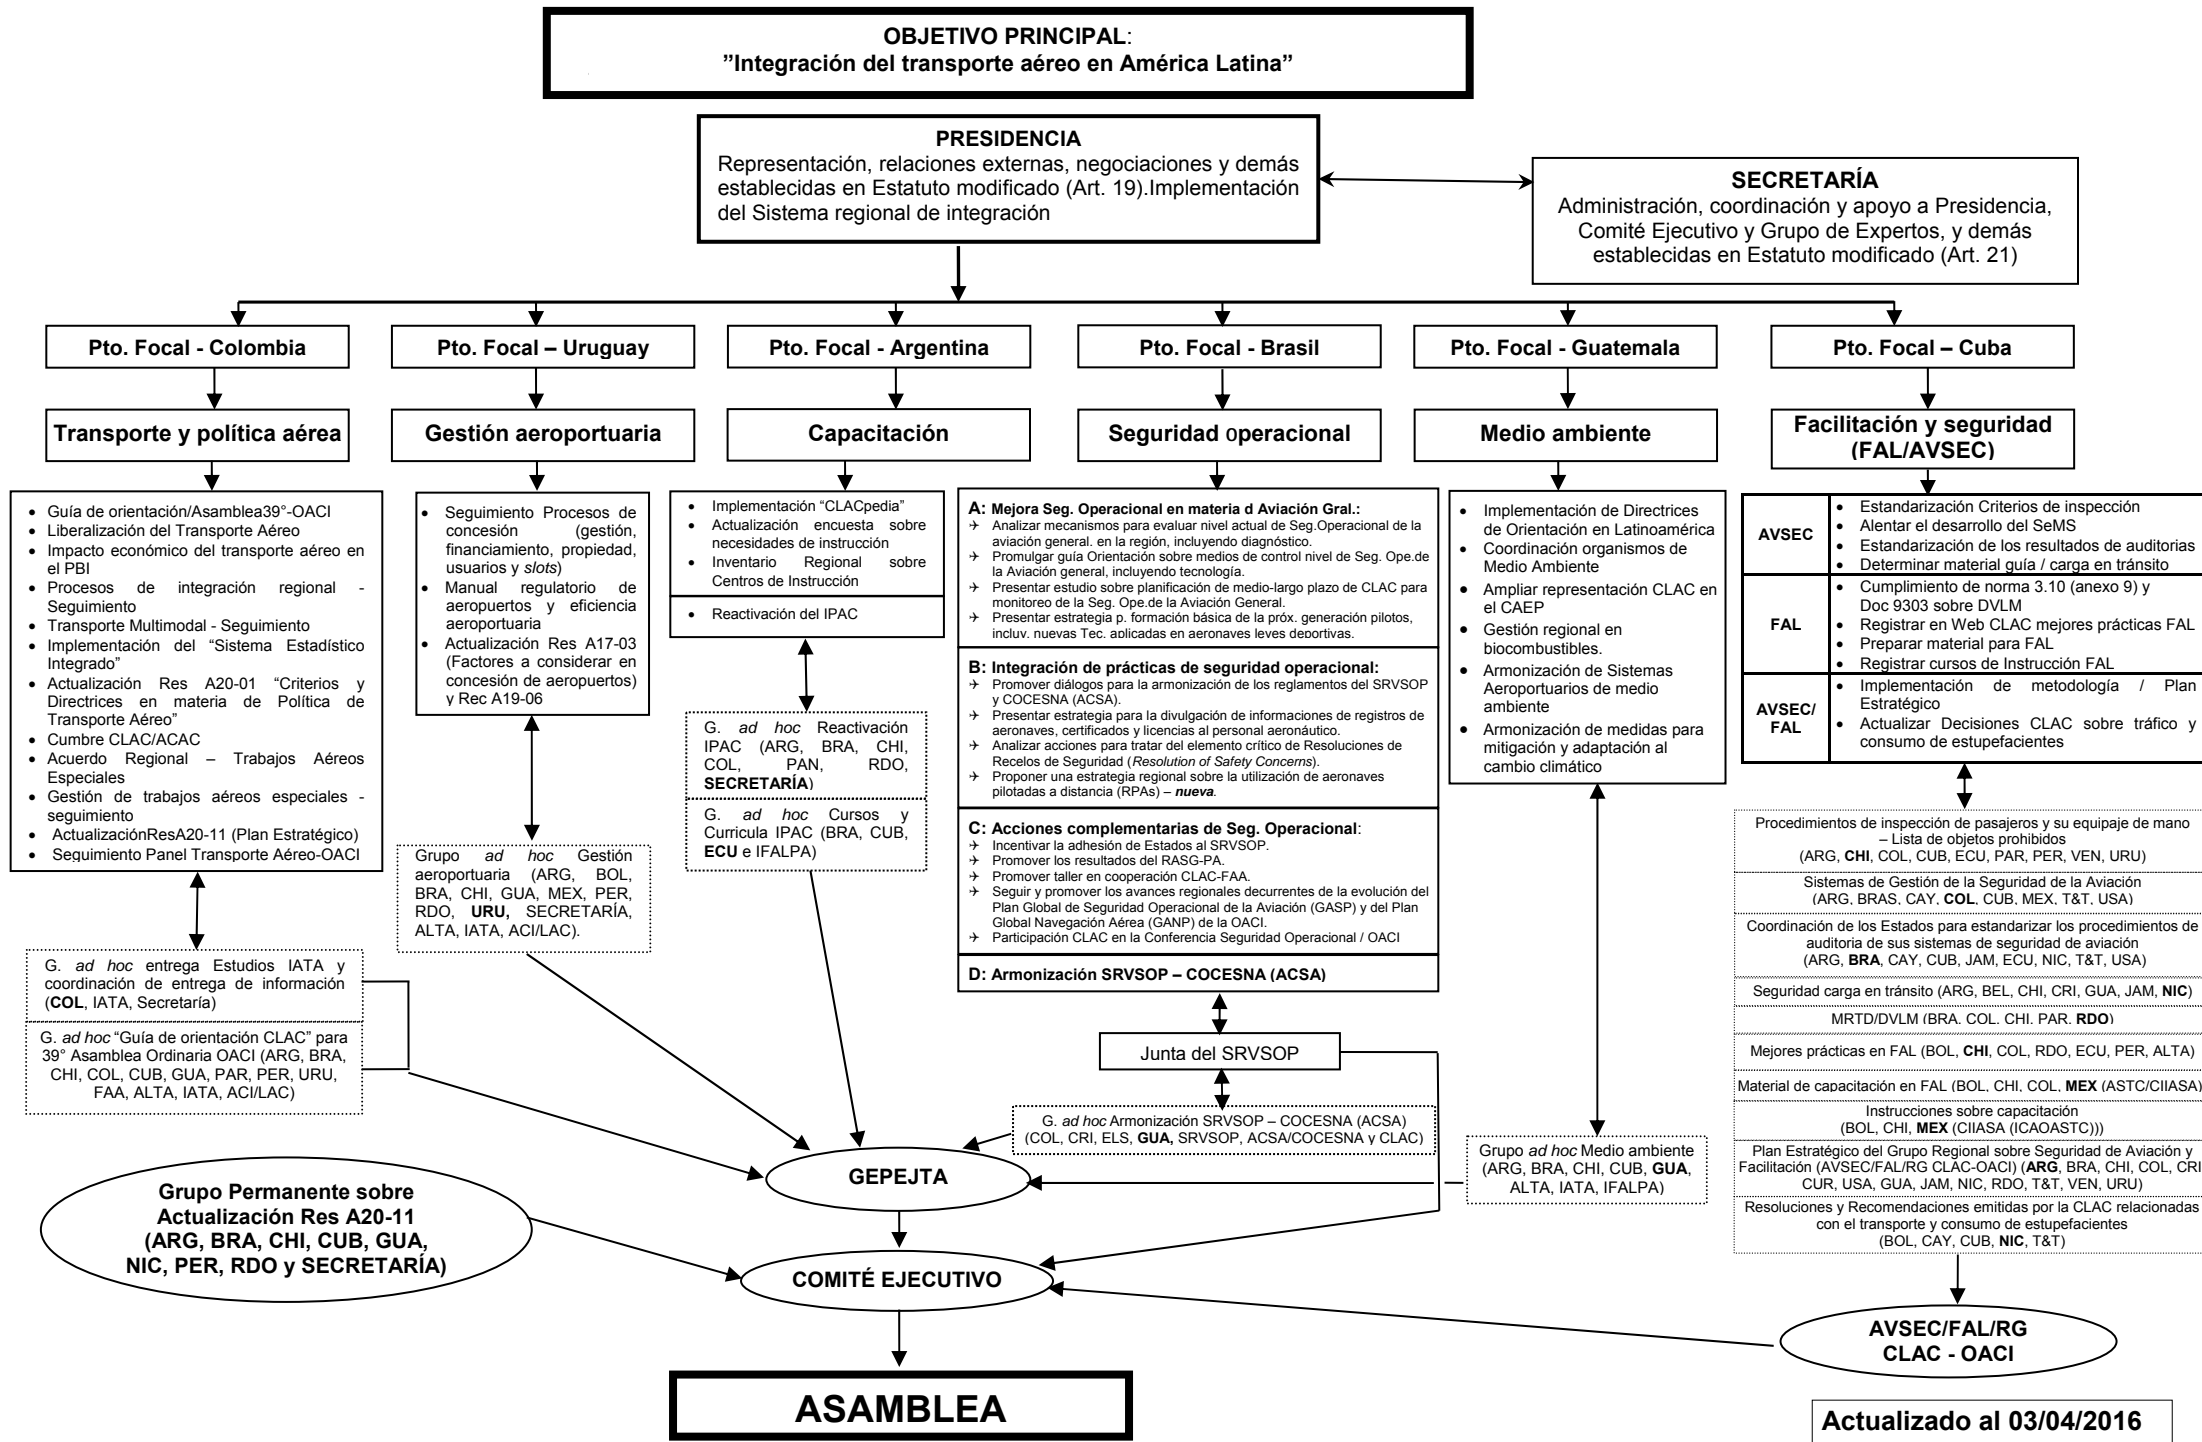 OBJETIVO PRINCIPAL:
”Integración del transporte aéreo en América Latina”
PRESIDENCIA
Representación, relaciones externas, negociaciones y demás
establecidas en Estatuto modificado (Art. 19).Implementación
del Sistema regional de integración
SECRETARÍA
Administración, coordinación y apoyo a Presidencia,
Comité Ejecutivo y Grupo de Expertos, y demás
establecidas en Estatuto modificado (Art. 21)
Pto. Focal - Colombia
Pto. Focal – Uruguay
Pto. Focal - Argentina
Pto. Focal - Brasil
Pto. Focal - Guatemala
Pto. Focal – Cuba
Transporte y política aérea
Gestión aeroportuaria
Capacitación
Seguridad operacional
Medio ambiente
Facilitación y seguridad
(FAL/AVSEC)
• Guía de orientación/Asamblea39°-OACI
• Liberalización del Transporte Aéreo
• Impacto económico del transporte aéreo en
el PBI
• Procesos de integración regional -
Seguimiento
• Transporte Multimodal - Seguimiento
• Implementación del “Sistema Estadístico
Integrado”
• Actualización Res A20-01 “Criterios y
Directrices en materia de Política de
Transporte Aéreo”
• Cumbre CLAC/ACAC
• Acuerdo Regional – Trabajos Aéreos
Especiales
• Gestión de trabajos aéreos especiales -
seguimiento
• ActualizaciónResA20-11 (Plan Estratégico)
• Seguimiento Panel Transporte Aéreo-OACI
G. ad hoc entrega Estudios IATA y
coordinación de entrega de información
(COL, IATA, Secretaría)
G. ad hoc “Guía de orientación CLAC” para
39° Asamblea Ordinaria OACI (ARG, BRA,
CHI, COL, CUB, GUA, PAR, PER, URU,
FAA, ALTA, IATA, ACI/LAC)
• Seguimiento Procesos de
concesión (gestión,
financiamiento, propiedad,
usuarios y slots)
• Manual regulatorio de
aeropuertos y eficiencia
aeroportuaria
• Actualización Res A17-03
(Factores a considerar en
concesión de aeropuertos)
y Rec A19-06
Grupo ad hoc Gestión
aeroportuaria (ARG, BOL,
BRA, CHI, GUA, MEX, PER,
RDO, URU, SECRETARÍA,
ALTA, IATA, ACI/LAC).
• Implementación “CLACpedia”
• Actualización encuesta sobre
necesidades de instrucción
• Inventario Regional sobre
Centros de Instrucción
• Reactivación del IPAC
G. ad hoc Reactivación
IPAC (ARG, BRA, CHI,
COL, PAN, RDO,
SECRETARÍA)
G. ad hoc Cursos y
Curricula IPAC (BRA, CUB,
ECU e IFALPA)
A: Mejora Seg. Operacional en materia d Aviación Gral.:
✈ Analizar mecanismos para evaluar nivel actual de Seg.Operacional de la
aviación general. en la región, incluyendo diagnóstico.
✈ Promulgar guía Orientación sobre medios de control nivel de Seg. Ope.de
la Aviación general, incluyendo tecnología.
✈ Presentar estudio sobre planificación de medio-largo plazo de CLAC para
monitoreo de la Seg. Ope.de la Aviación General.
✈ Presentar estrategia p. formación básica de la próx. generación pilotos,
incluy. nuevas Tec. aplicadas en aeronaves leves deportivas.
B: Integración de prácticas de seguridad operacional:
✈ Promover diálogos para la armonización de los reglamentos del SRVSOP
y COCESNA (ACSA).
✈ Presentar estrategia para la divulgación de informaciones de registros de
aeronaves, certificados y licencias al personal aeronáutico.
✈ Analizar acciones para tratar del elemento crítico de Resoluciones de
Recelos de Seguridad (Resolution of Safety Concerns).
✈ Proponer una estrategia regional sobre la utilización de aeronaves
pilotadas a distancia (RPAs) – nueva.
C: Acciones complementarias de Seg. Operacional:
✈ Incentivar la adhesión de Estados al SRVSOP.
✈ Promover los resultados del RASG-PA.
✈ Promover taller en cooperación CLAC-FAA.
✈ Seguir y promover los avances regionales decurrentes de la evolución del
Plan Global de Seguridad Operacional de la Aviación (GASP) y del Plan
Global Navegación Aérea (GANP) de la OACI.
✈ Participación CLAC en la Conferencia Seguridad Operacional / OACI
D: Armonización SRVSOP – COCESNA (ACSA)
Junta del SRVSOP
G. ad hoc Armonización SRVSOP – COCESNA (ACSA)
(COL, CRI, ELS, GUA, SRVSOP, ACSA/COCESNA y CLAC)
• Implementación de Directrices
de Orientación en Latinoamérica
• Coordinación organismos de
Medio Ambiente
• Ampliar representación CLAC en
el CAEP
• Gestión regional en
biocombustibles.
• Armonización de Sistemas
Aeroportuarios de medio
ambiente
• Armonización de medidas para
mitigación y adaptación al
cambio climático
Grupo ad hoc Medio ambiente
(ARG, BRA, CHI, CUB, GUA,
ALTA, IATA, IFALPA)
AVSEC
• Estandarización Criterios de inspección
• Alentar el desarrollo del SeMS
• Estandarización de los resultados de auditorias
• Determinar material guía / carga en tránsito
FAL
• Cumplimiento de norma 3.10 (anexo 9) y
Doc 9303 sobre DVLM
• Registrar en Web CLAC mejores prácticas FAL
• Preparar material para FAL
• Registrar cursos de Instrucción FAL
AVSEC/
FAL
• Implementación de metodología / Plan
Estratégico
• Actualizar Decisiones CLAC sobre tráfico y
consumo de estupefacientes
Procedimientos de inspección de pasajeros y su equipaje de mano
– Lista de objetos prohibidos
(ARG, CHI, COL, CUB, ECU, PAR, PER, VEN, URU)
Sistemas de Gestión de la Seguridad de la Aviación
(ARG, BRAS, CAY, COL, CUB, MEX, T&T, USA)
Coordinación de los Estados para estandarizar los procedimientos de
auditoria de sus sistemas de seguridad de aviación
(ARG, BRA, CAY, CUB, JAM, ECU, NIC, T&T, USA)
Seguridad carga en tránsito (ARG, BEL, CHI, CRI, GUA, JAM, NIC)
MRTD/DVLM (BRA, COL, CHI, PAR, RDO)
Mejores prácticas en FAL (BOL, CHI, COL, RDO, ECU, PER, ALTA)
Material de capacitación en FAL (BOL, CHI, COL, MEX (ASTC/CIIASA)
Instrucciones sobre capacitación
(BOL, CHI, MEX (CIIASA (ICAOASTC)))
Plan Estratégico del Grupo Regional sobre Seguridad de Aviación y
Facilitación (AVSEC/FAL/RG CLAC-OACI) (ARG, BRA, CHI, COL, CRI,
CUR, USA, GUA, JAM, NIC, RDO, T&T, VEN, URU)
Resoluciones y Recomendaciones emitidas por la CLAC relacionadas
con el transporte y consumo de estupefacientes
(BOL, CAY, CUB, NIC, T&T)
GEPEJTA
Grupo Permanente sobre
Actualización Res A20-11
(ARG, BRA, CHI, CUB, GUA,
NIC, PER, RDO y SECRETARÍA)
COMITÉ EJECUTIVO
AVSEC/FAL/RG
CLAC - OACI
ASAMBLEA
Actualizado al 03/04/2016